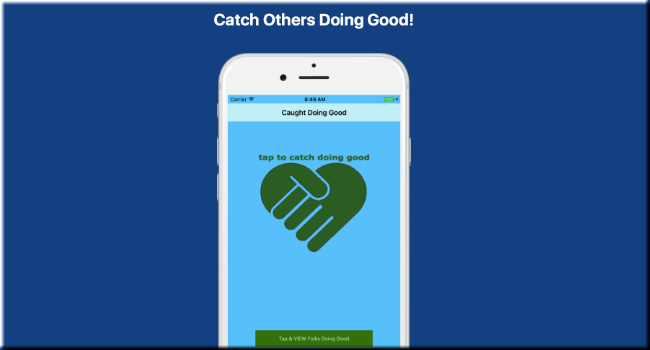 Catch Others Doing Good!
Carrier 8:49 AM
Caught Doing Good
tap to catch doing good
Tap & VIEW Folks Doing Good